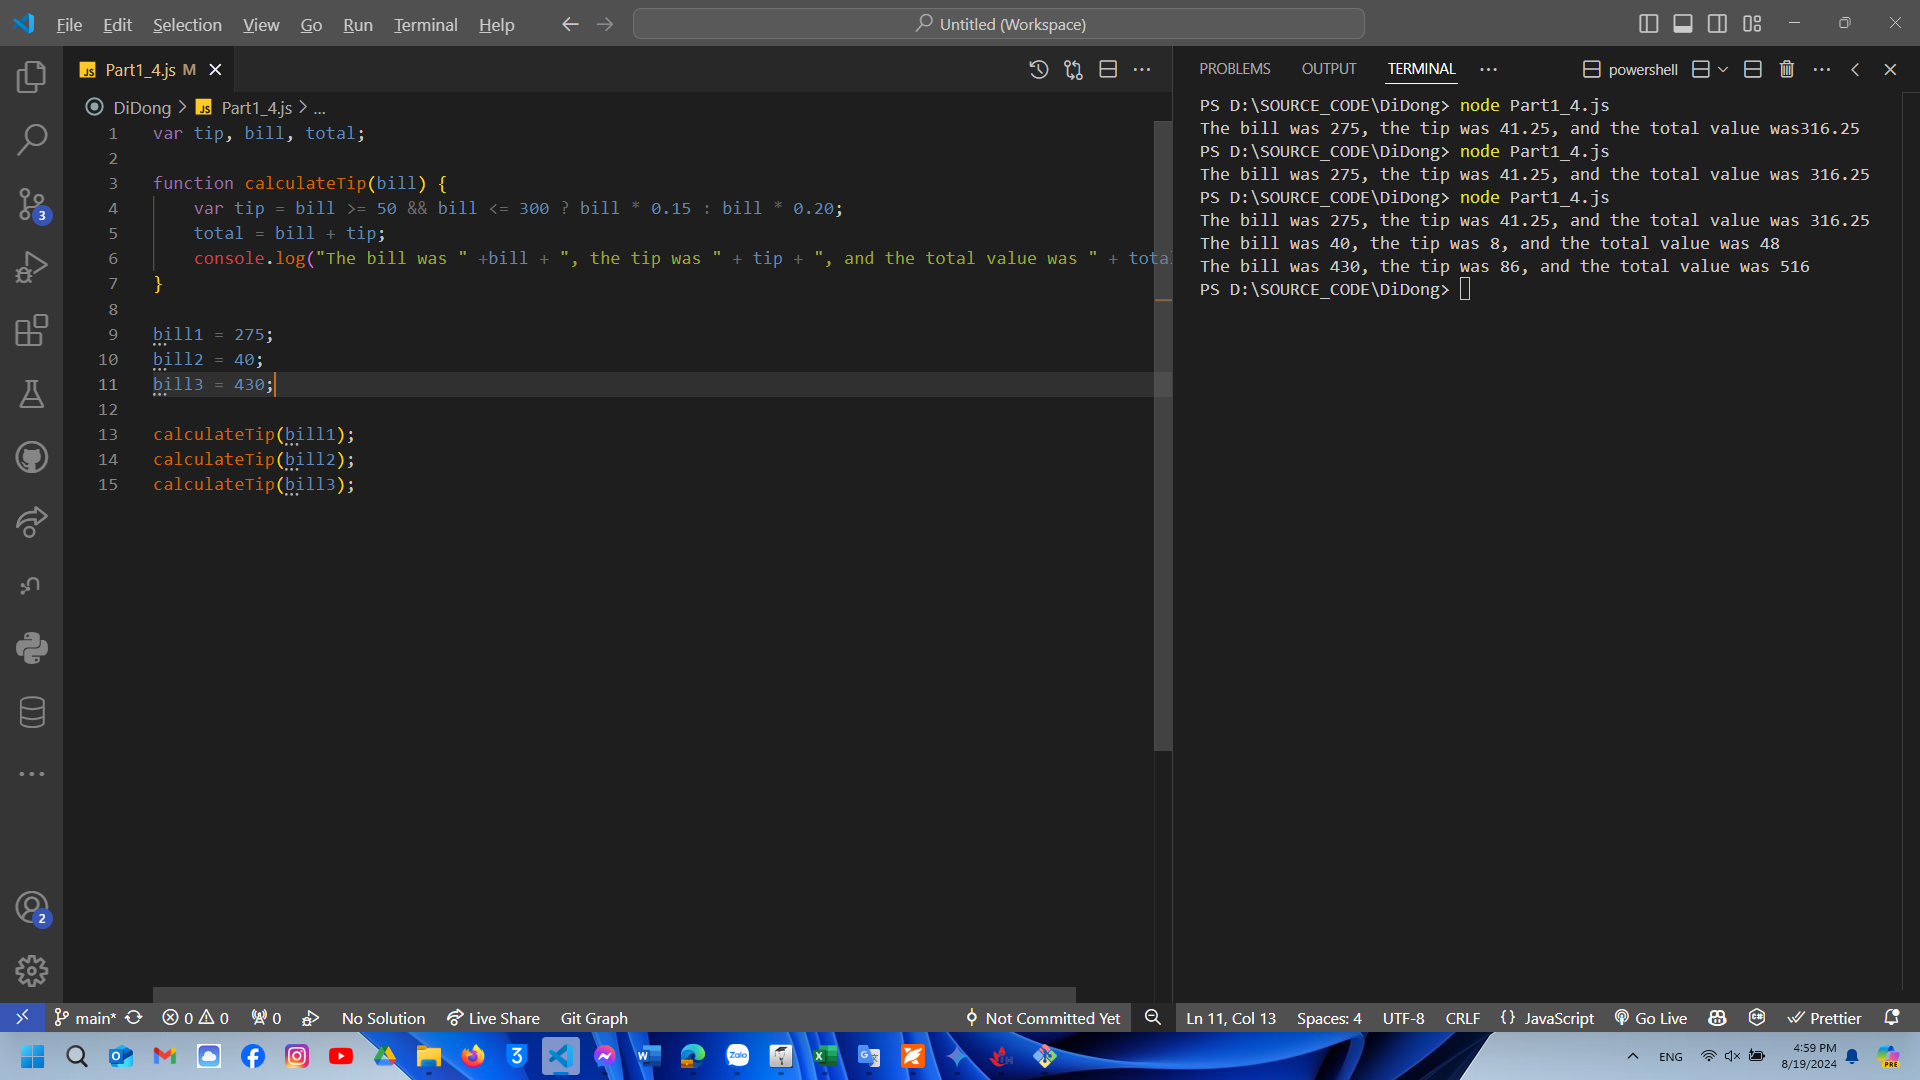 File Edit Selection View Go Run Terminal Help
Untitled (Workspace)
Part1_4.js M
DiDong > Part1_4.js > ...
1 var tip, bill, total;
2
3 function calculateTip(bill) {
4 var tip = bill >= 50 && bill <= 300 ? bill * 0.15 : bill * 0.20;
5 total = bill + tip;
6 console.log("The bill was " +bill + ", the tip was " + tip + ", and the total value was " + tota
7 }
8
9 bill1 = 275;
10 bill2 = 40;
11 bill3 = 430;
12
13 calculateTip(bill1);
14 calculateTip(bill2);
15 calculateTip(bill3);
PROBLEMS OUTPUT TERMINAL
powershell
PS D:\SOURCE_CODE\DiDong> node Part1_4.js
The bill was 275, the tip was 41.25, and the total value was316.25
PS D:\SOURCE_CODE\DiDong> node Part1_4.js
The bill was 275, the tip was 41.25, and the total value was 316.25
PS D:\SOURCE_CODE\DiDong> node Part1_4.js
The bill was 275, the tip was 41.25, and the total value was 316.25
The bill was 40, the tip was 8, and the total value was 48
The bill was 430, the tip was 86, and the total value was 516
PS D:\SOURCE_CODE\DiDong>
3
2
main* 0 0 0 No Solution Live Share Git Graph Not Committed Yet Ln 11, Col 13 Spaces: 4 UTF-8 CRLF {} JavaScript Go Live Prettier
Zalo
ENG
4:59 PM
8/19/2024
PRE